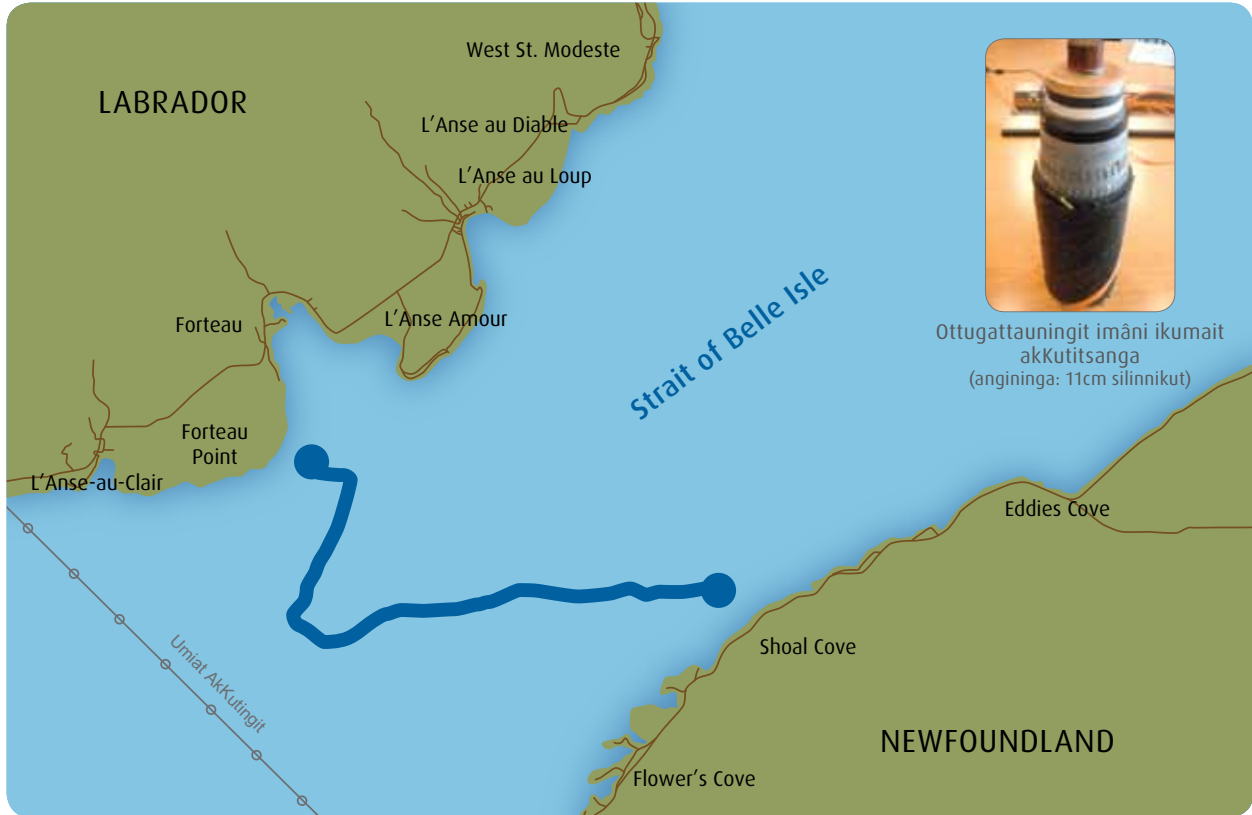 West St. Modeste
LABRADOR
L'Anse au Diable
L'Anse au Loup
Forteau
L'Anse Amour
Strait of Belle Isle
Ottugattauningit imâni ikumait
akKutitsanga
(angininga: 11cm silinnikut)
Forteau
Point
L'Anse-au-Clair
Eddies Cove
Umiat AkKutingit
Shoal Cove
NEWFOUNDLAND
Flower's Cove